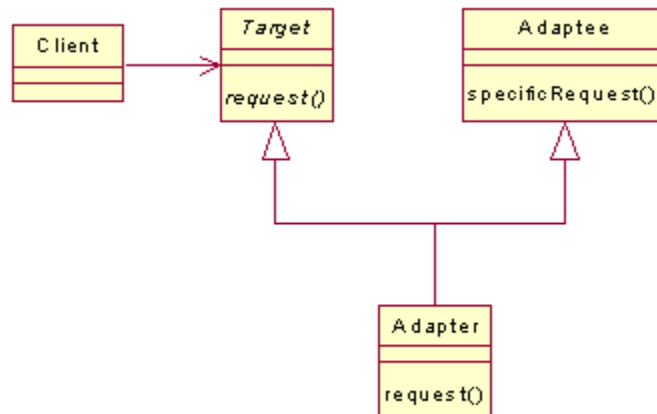 Client
Target
request()
Adaptee
specificRequest()
Adapter
request()